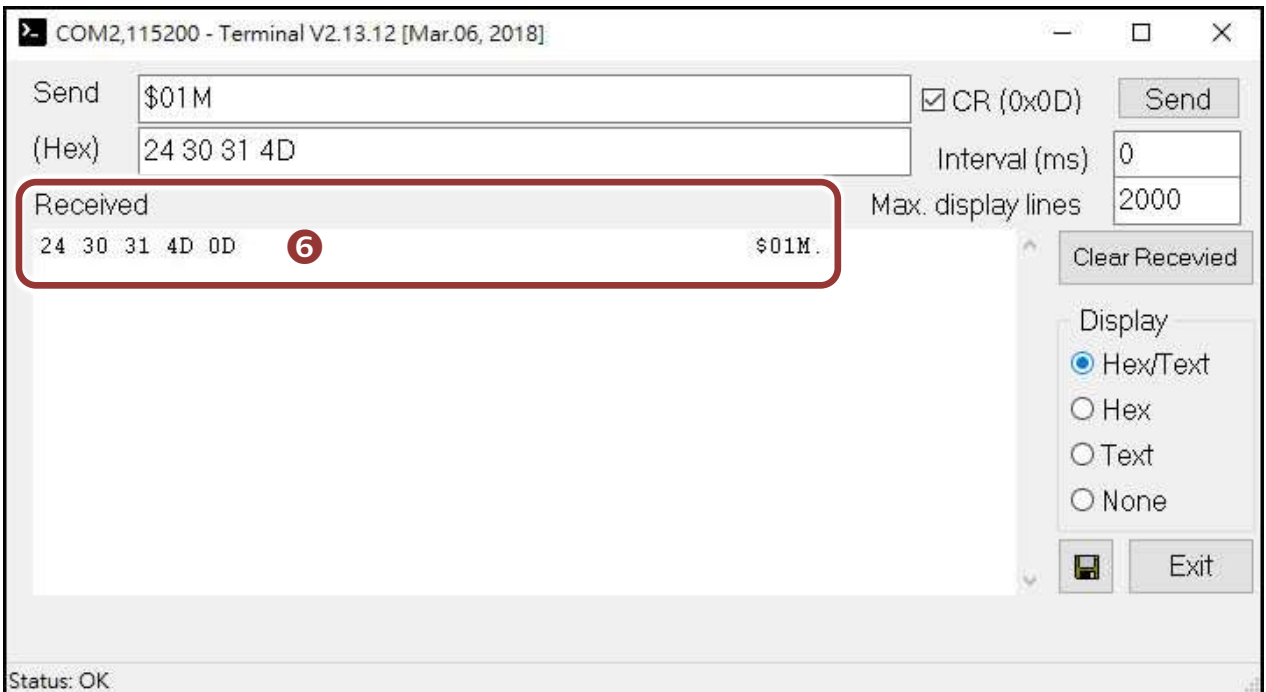 COM2,115200 - Terminal V2.13.12 [Mar.06, 2018]
Send $01M CR (0x0D) Send
(Hex) 24 30 31 4D Interval (ms) 0
Received Max. display lines 2000
24 30 31 4D 0D 6 $01M. Clear Recevied
Display
Hex/Text
Hex
Text
None
Exit
Status: OK